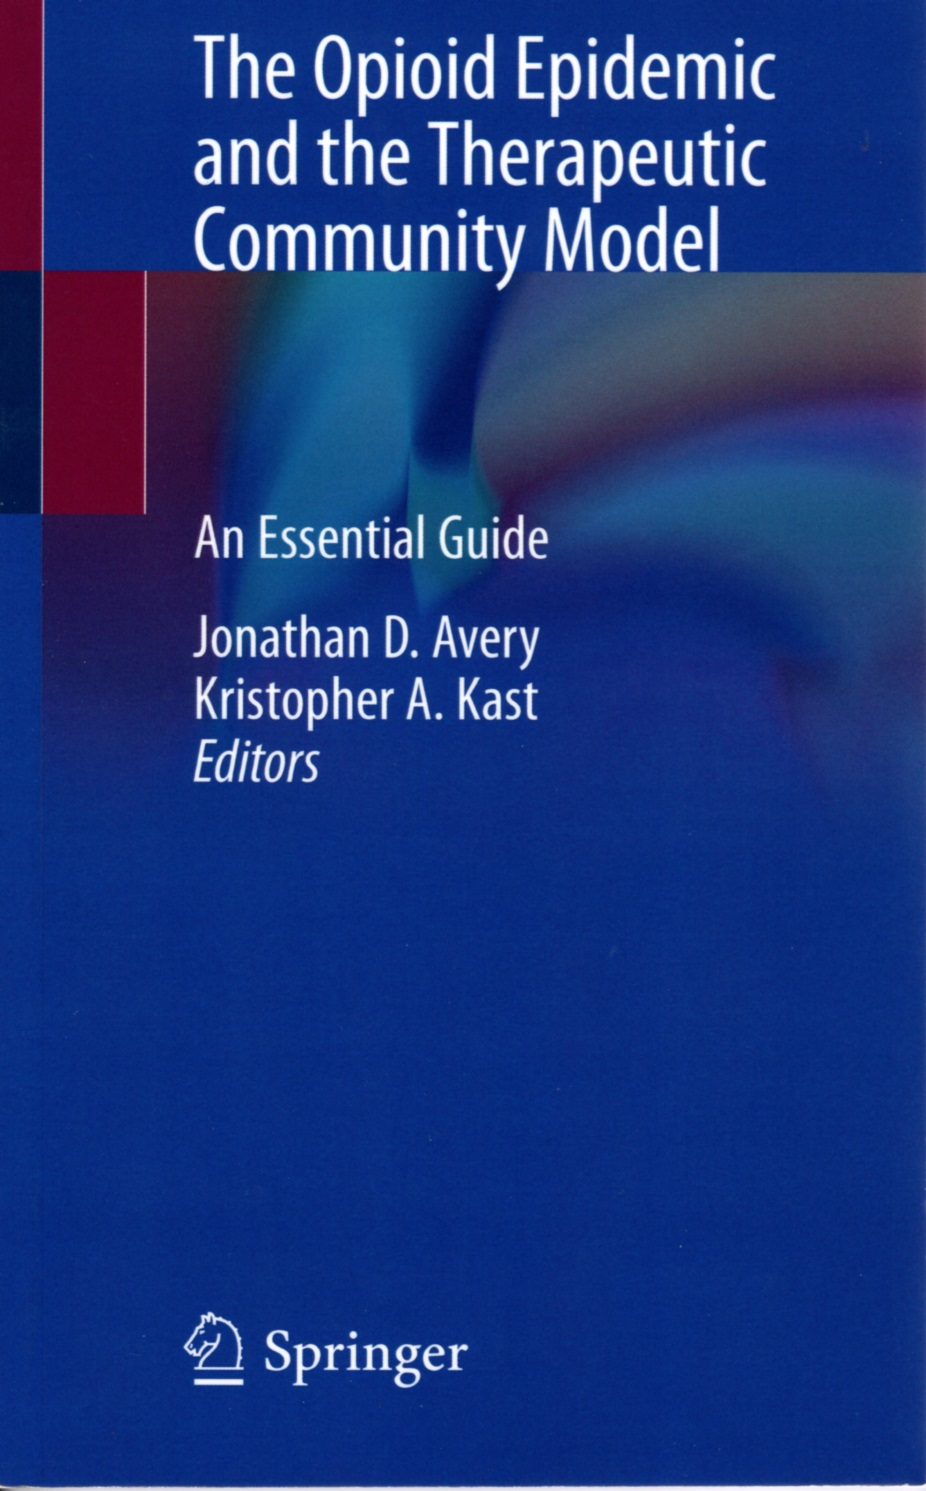 The Opioid Epidemic
and the Therapeutic
Community Model
An Essential Guide
Jonathan D. Avery
Kristopher A. Kast
Editors
Springer